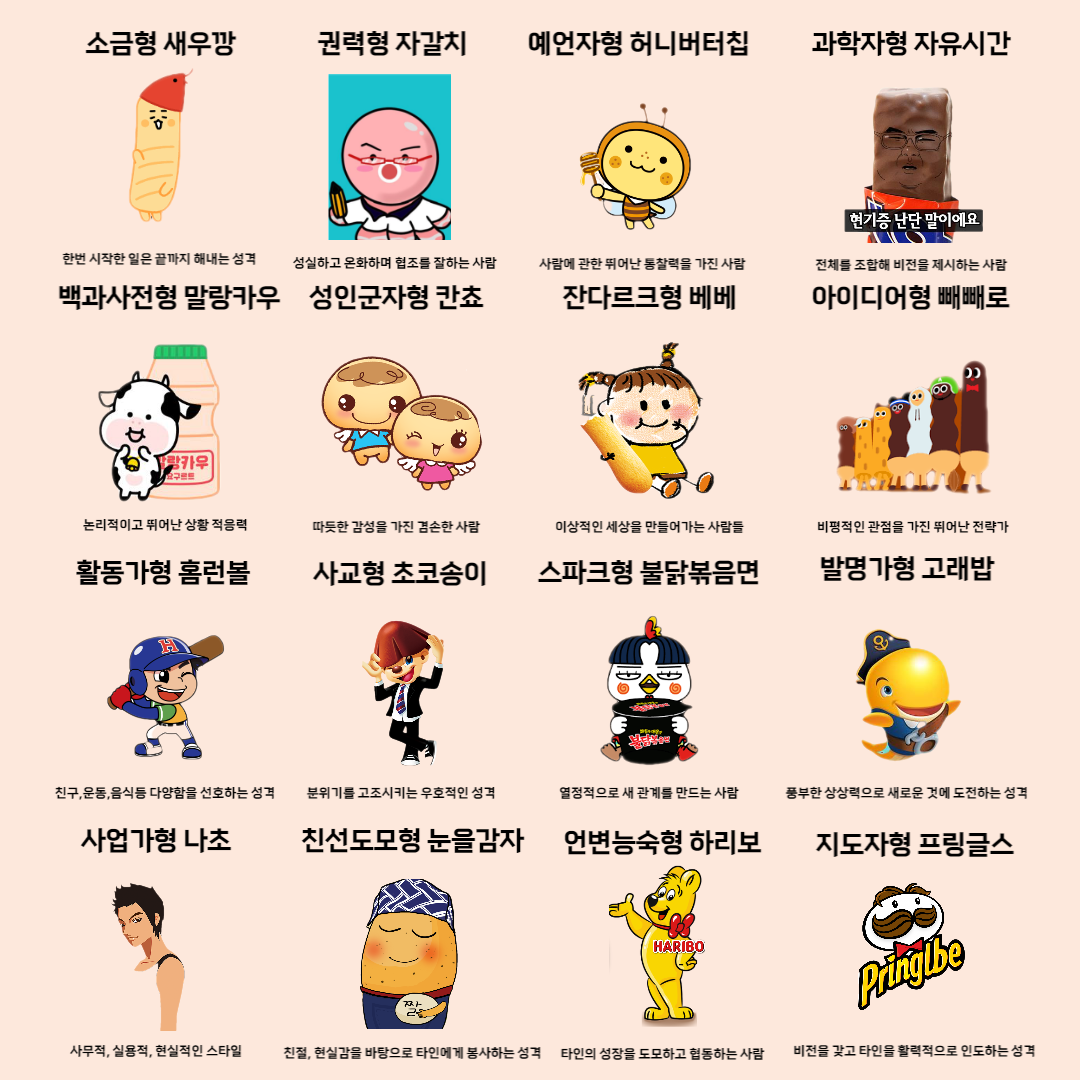 소금형 새우깡
권력형 자갈치
예언자형 허니버터칩
과학자형 자유시간
현기증 난단 말이에요
한번 시작한 일은 끝까지 해내는 성격
성실하고 온화하며 협조를 잘하는 사람
사람에 관한 뛰어난 통찰력을 가진 사람
전체를 조합해 비전을 제시하는 사람
백과사전형 말랑카우
성인군자형 칸쵸
잔다르크형 베베
아이디어형 빼빼로
말랑카우
요구르트
논리적이고 뛰어난 상황 적응력
따듯한 감성을 가진 겸손한 사람
이상적인 세상을 만들어가는 사람들
비평적인 관점을 가진 뛰어난 전략가
활동가형 홈런볼
사교형 초코송이
스파크형 불닭볶음면
발명가형 고래밥
H
불닭볶음면
친구,운동,음식등 다양함을 선호하는 성격
분위기를 고조시키는 우호적인 성격
열정적으로 새 관계를 만드는 사람
풍부한 상상력으로 새로운 것에 도전하는 성격
사업가형 나초
친선도모형 눈을감자
언변능숙형 하리보
지도자형 프링글스
HARIBO
Pringlbe
사무적, 실용적, 현실적인 스타일
친절, 현실감을 바탕으로 타인에게 봉사하는 성격
타인의 성장을 도모하고 협동하는 사람
비전을 갖고 타인을 활력적으로 인도하는 성격